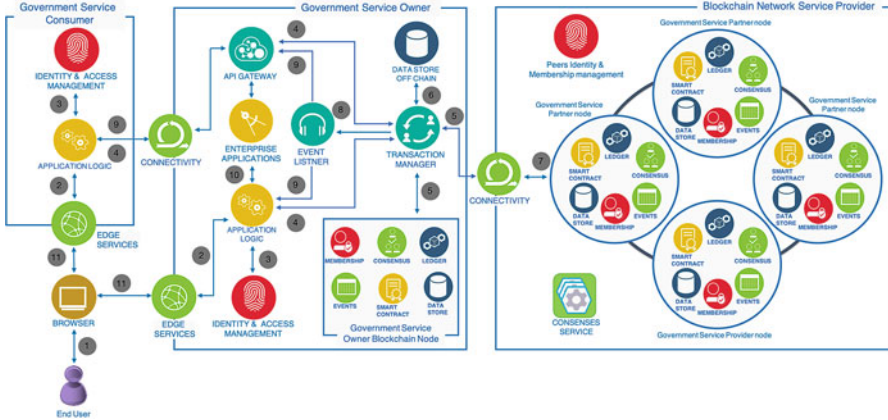 Government Service
Consumer
IDENTITY & ACCESS
MANAGEMENT
3
9
4
APPLICATION LOGIC
2
EDGE
SERVICES
11
11
BROWSER
1
End User
Government Service Owner
API GATEWAY
4
9
DATA STORE
OFF CHAIN
6
5
8
CONNECTIVITY
ENTERPRISE
APPLICATIONS
EVENT
LISTNER
TRANSACTION
MANAGER
10
9
5
APPLICATION
LOGIC
4
2
3
EDGE
SERVICES
IDENTITY & ACCESS
MANAGEMENT
MEMBERSHIP
CONSENSUS
LEDGER
EVENTS
SMART
CONTRACT
DATA
STORE
Government Service
Owner Blockchain Node
CONNECTIVITY
7
Blockchain Network Service Provider
Peers Identity &
Membership management
Government Service Partner node
LEDGER
SMART
CONTRACT
CONSENSUS
DATA
STORE
MEMBERSHIP
EVENTS
Government Service
Partner node
LEDGER
SMART
CONTRACT
CONSENSUS
DATA
STORE
MEMBERSHIP
EVENTS
Government Service
Partner node
LEDGER
SMART
CONTRACT
CONSENSUS
DATA
STORE
MEMBERSHIP
EVENTS
LEDGER
SMART
CONTRACT
CONSENSUS
DATA
STORE
MEMBERSHIP
EVENTS
Government Service Provider node
CONSENSES
SERVICE